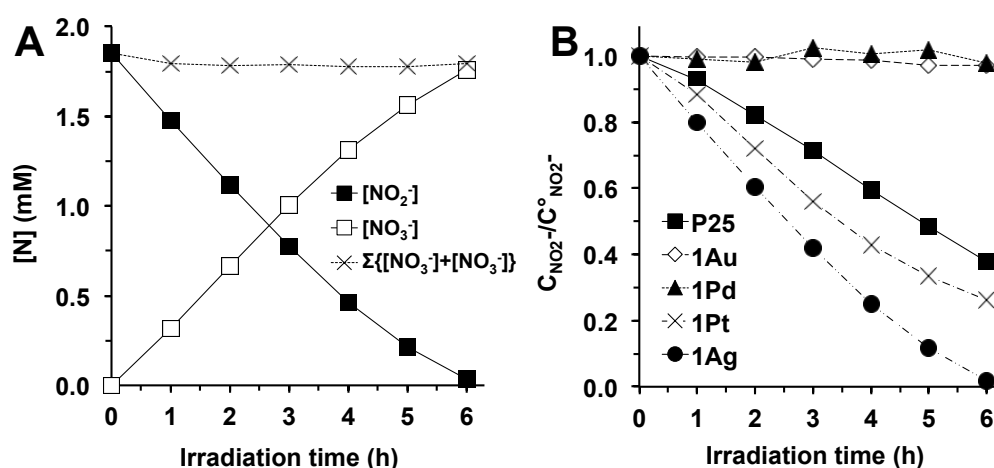 A
[N] (mM)
2.0
1.5
1.0
0.5
0.0
[NO₂⁻]
[NO₃⁻]
Σ{[NO₃⁻]+[NO₃⁻]}
0 1 2 3 4 5 6
Irradiation time (h)
B
C_NO2⁻/C°_NO2⁻
1.0
0.8
0.6
0.4
0.2
0.0
P25
1Au
1Pd
1Pt
1Ag
0 1 2 3 4 5 6
Irradiation time (h)